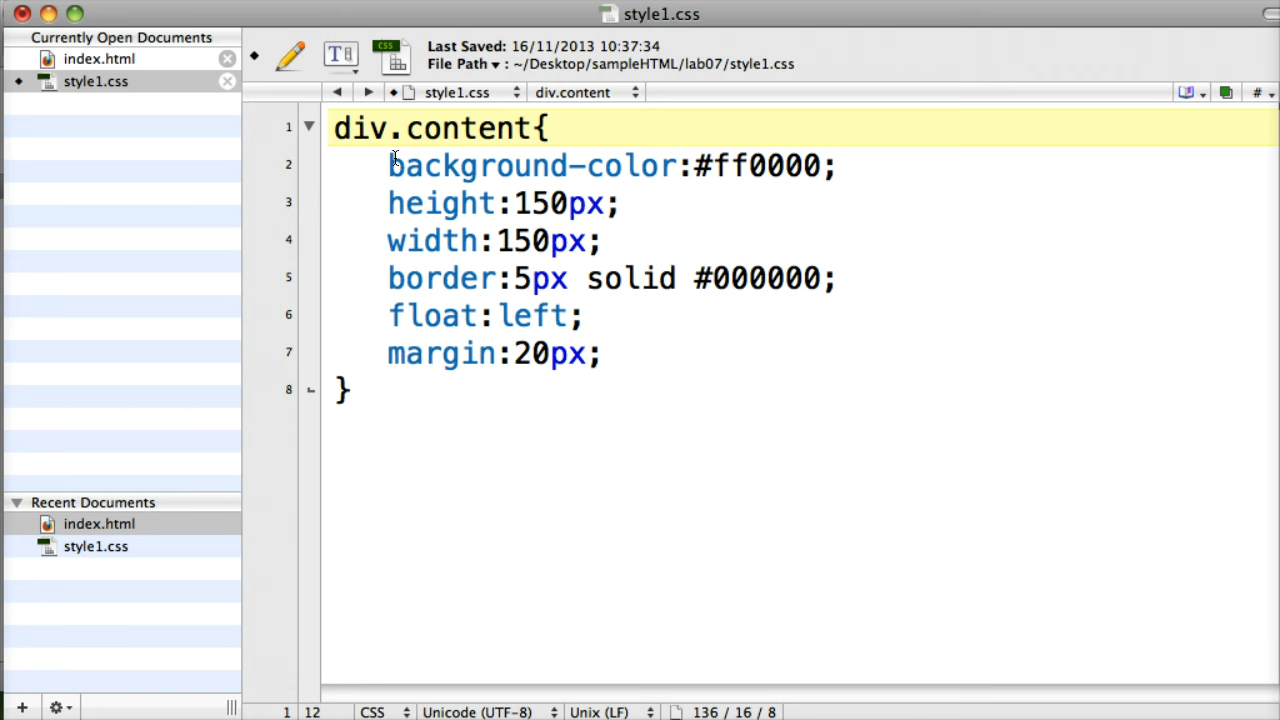 style1.css
Currently Open Documents
index.html
style1.css
Last Saved: 16/11/2013 10:37:34
File Path ▾ : ~/Desktop/sampleHTML/lab07/style1.css
style1.css div.content #
1 div.content{
2 background-color:#ff0000;
3 height:150px;
4 width:150px;
5 border:5px solid #000000;
6 float:left;
7 margin:20px;
8 }
Recent Documents
index.html
style1.css
1 12 CSS Unicode (UTF-8) Unix (LF) 136 / 16 / 8